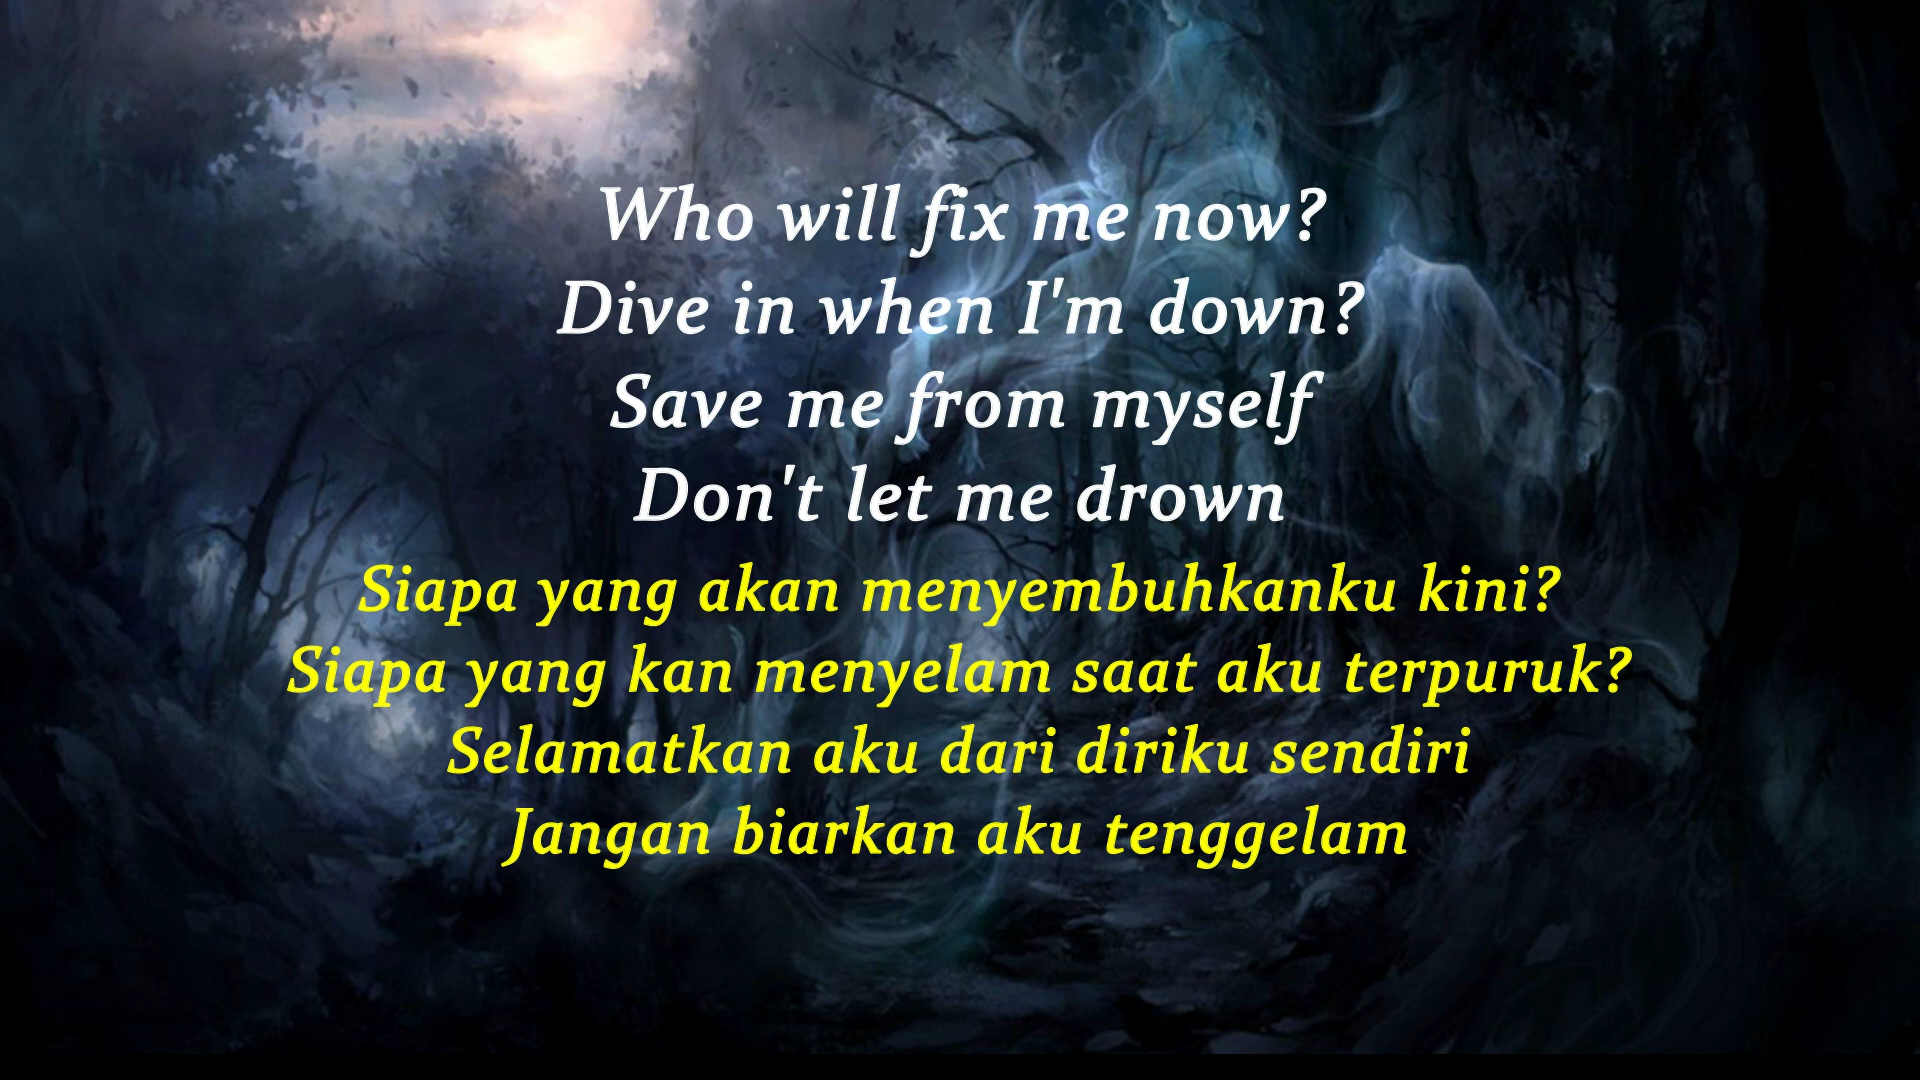 Who will fix me now?
Dive in when I'm down?
Save me from myself
Don't let me drown
Siapa yang akan menyembuhkanku kini?
Siapa yang kan menyelam saat aku terpuruk?
Selamatkan aku dari diriku sendiri
Jangan biarkan aku tenggelam